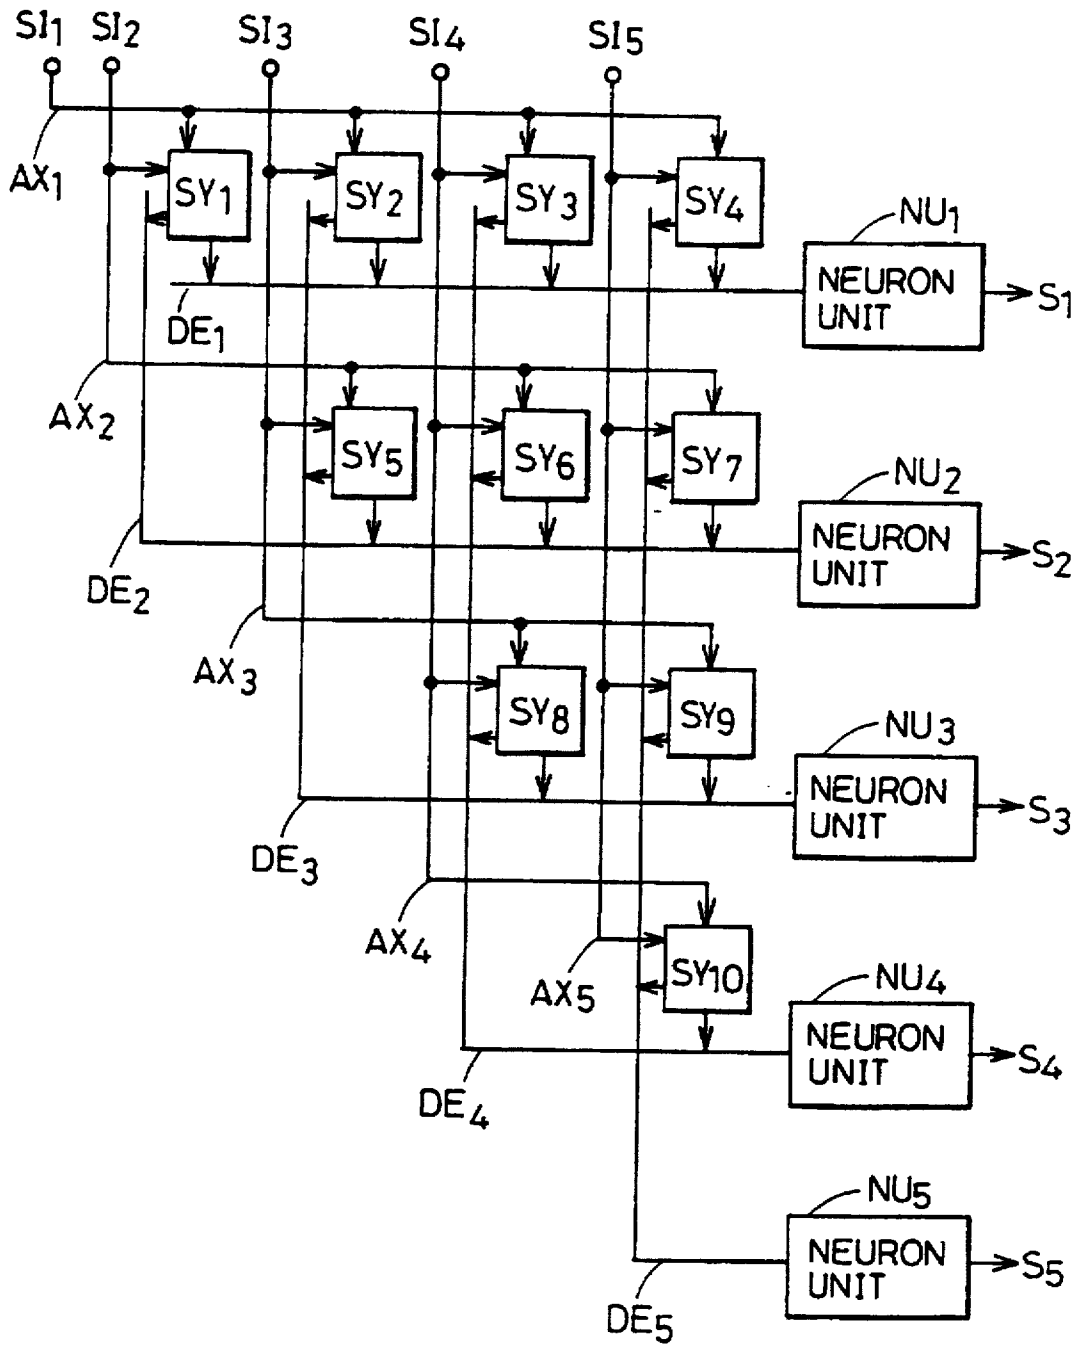 SI1 SI2 SI3 SI4 SI5
AX1
SY1 SY2 SY3 SY4
NU1
NEURON
UNIT
S1
DE1
AX2
SY5 SY6 SY7
NU2
NEURON
UNIT
S2
DE2
AX3
SY8 SY9
NU3
NEURON
UNIT
S3
DE3
AX4
AX5
SY10
NU4
NEURON
UNIT
S4
DE4
NU5
NEURON
UNIT
S5
DE5